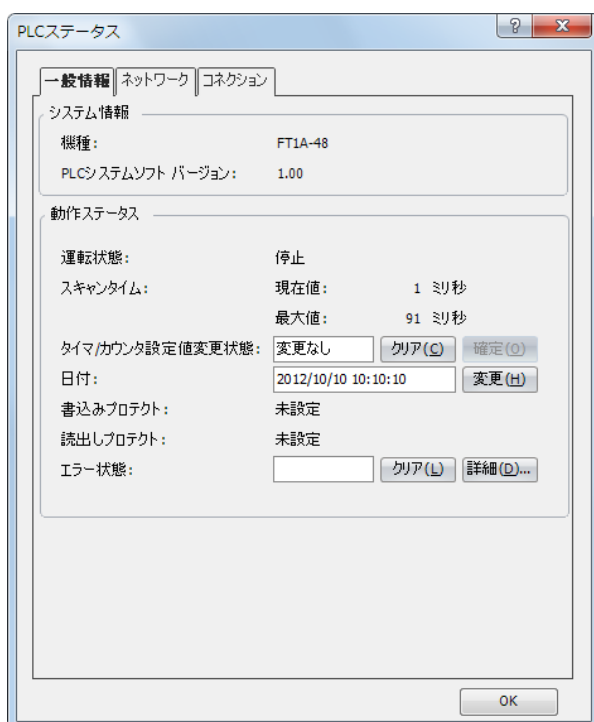 PLCステータス
一般情報 ネットワーク コネクション
システム情報
機種: FT1A-48
PLCシステムソフト バージョン: 1.00
動作ステータス
運転状態: 停止
スキャンタイム: 現在値: 1 ミリ秒
最大値: 91 ミリ秒
タイマ/カウンタ設定値変更状態: 変更なし クリア(C) 確定(O)
日付: 2012/10/10 10:10:10 変更(H)
書込みプロテクト: 未設定
読出しプロテクト: 未設定
エラー状態: クリア(L) 詳細(D)...
OK